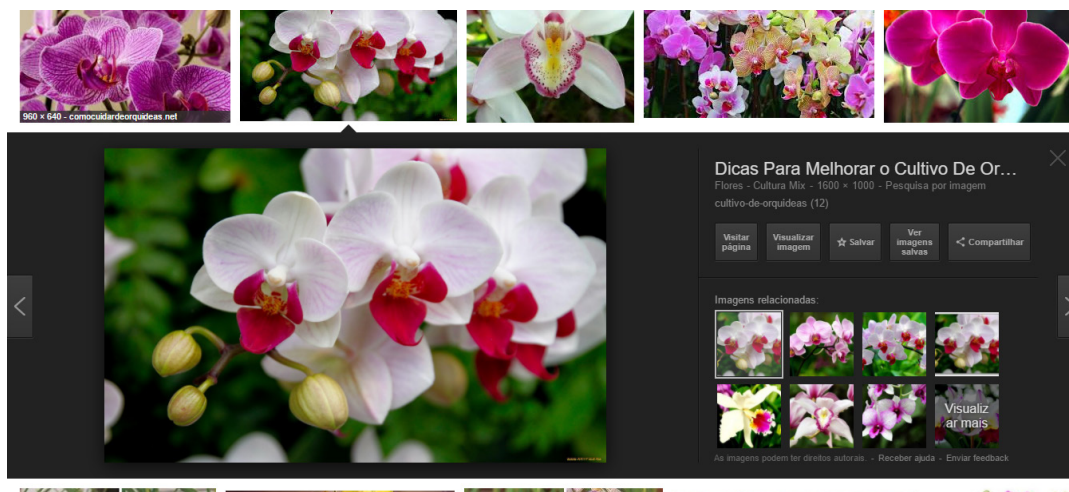 960 × 640 - comocuidardeorquideas.net
Dicas Para Melhorar o Cultivo De Or...
Flores - Cultura Mix - 1600 × 1000 - Pesquisa por imagem
cultivo-de-orquideas (12)
Visitar
página
Visualizar
imagem
Salvar
Ver
imagens
salvas
Compartilhar
Imagens relacionadas:
Visualiz
ar mais
As imagens podem ter direitos autorais. - Receber ajuda - Enviar feedback